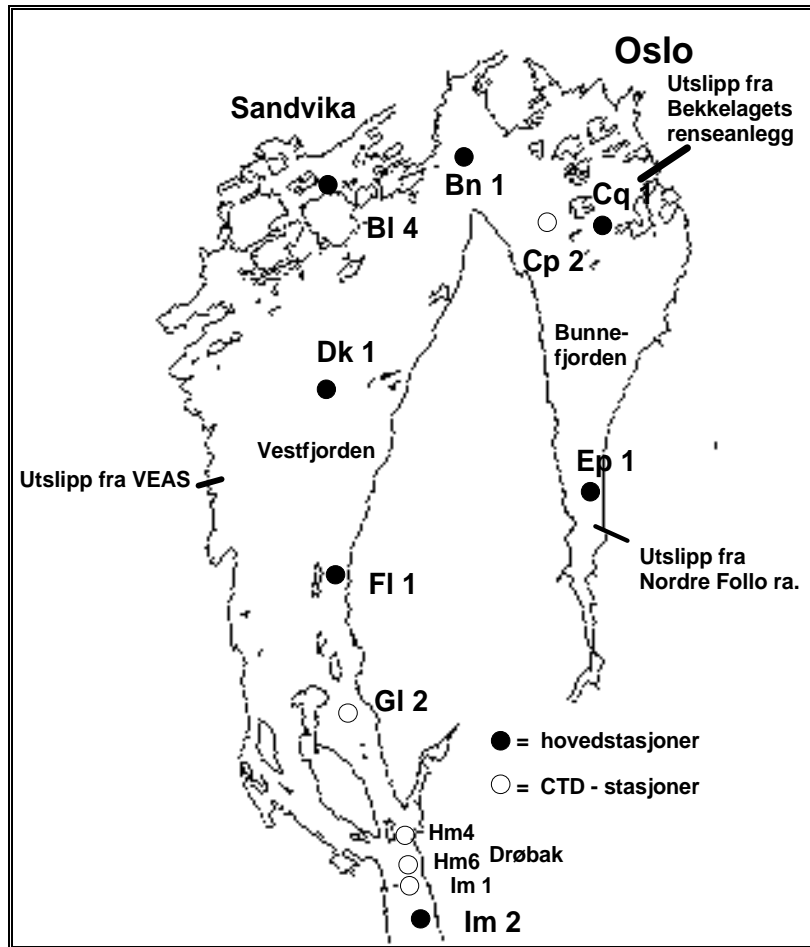 Oslo
Utslipp fra
Bekkelagets
renseanlegg
Sandvika
Bn 1
Cq 1
Bl 4
Cp 2
Bunne-
fjorden
Dk 1
Vestfjorden
Ep 1
Utslipp fra VEAS
Utslipp fra
Nordre Follo ra.
Fl 1
Gl 2
= hovedstasjoner
= CTD - stasjoner
Hm4
Hm6
Drøbak
Im 1
Im 2